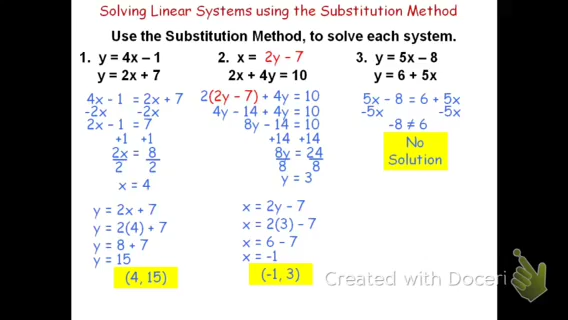 Solving Linear Systems using the Substitution Method
Use the Substitution Method, to solve each system.
1. y = 4x – 1
y = 2x + 7
4x - 1 = 2x + 7
-2x -2x
2x - 1 = 7
+1 +1
2x = 8
2 2
x = 4
y = 2x + 7
y = 2(4) + 7
y = 8 + 7
y = 15
(4, 15)
2. x = 2y – 7
2x + 4y = 10
2(2y – 7) + 4y = 10
4y – 14 + 4y = 10
8y – 14 = 10
+14 +14
8y = 24
8 8
y = 3
x = 2y – 7
x = 2(3) – 7
x = 6 – 7
x = -1
(-1, 3)
3. y = 5x – 8
y = 6 + 5x
5x – 8 = 6 + 5x
-5x -5x
-8 ≠ 6
No
Solution
Created with Doceri